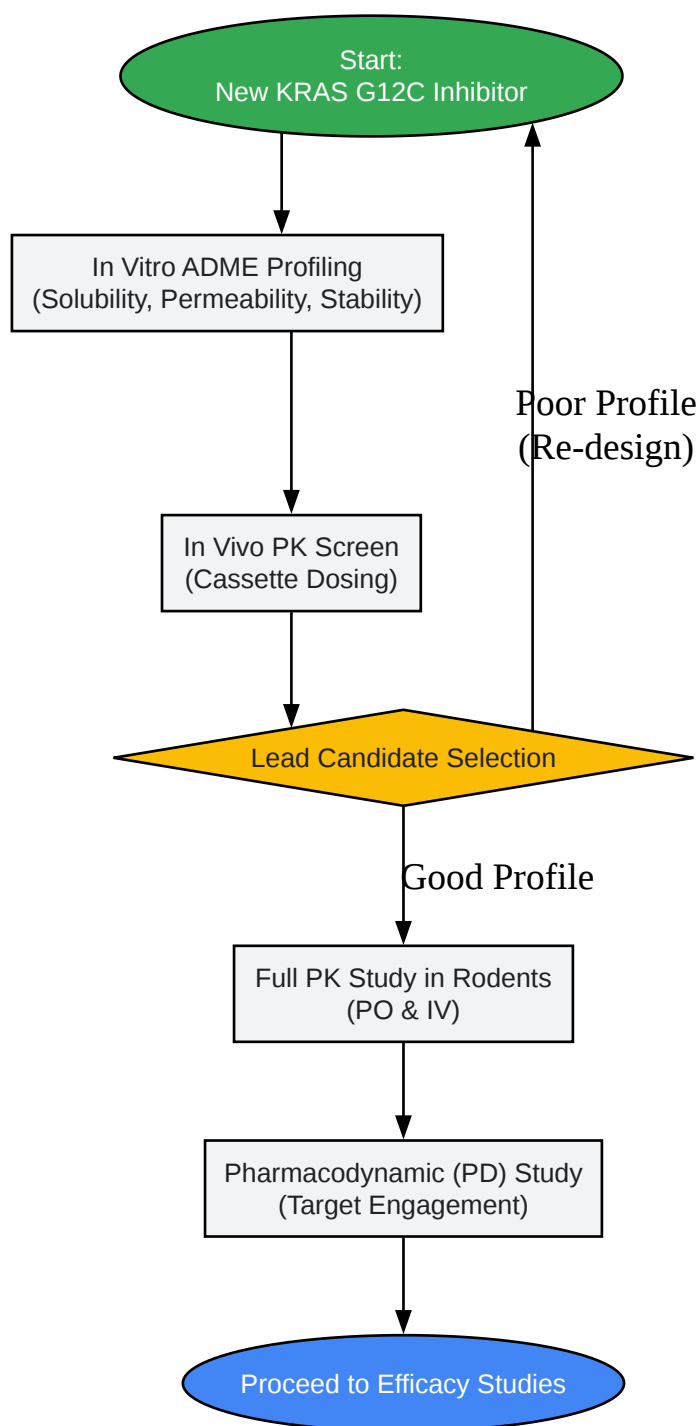 Start:
New KRAS G12C Inhibitor
In Vitro ADME Profiling
(Solubility, Permeability, Stability)
Poor Profile
(Re-design)
In Vivo PK Screen
(Cassette Dosing)
Lead Candidate Selection
Good Profile
Full PK Study in Rodents
(PO & IV)
Pharmacodynamic (PD) Study
(Target Engagement)
Proceed to Efficacy Studies